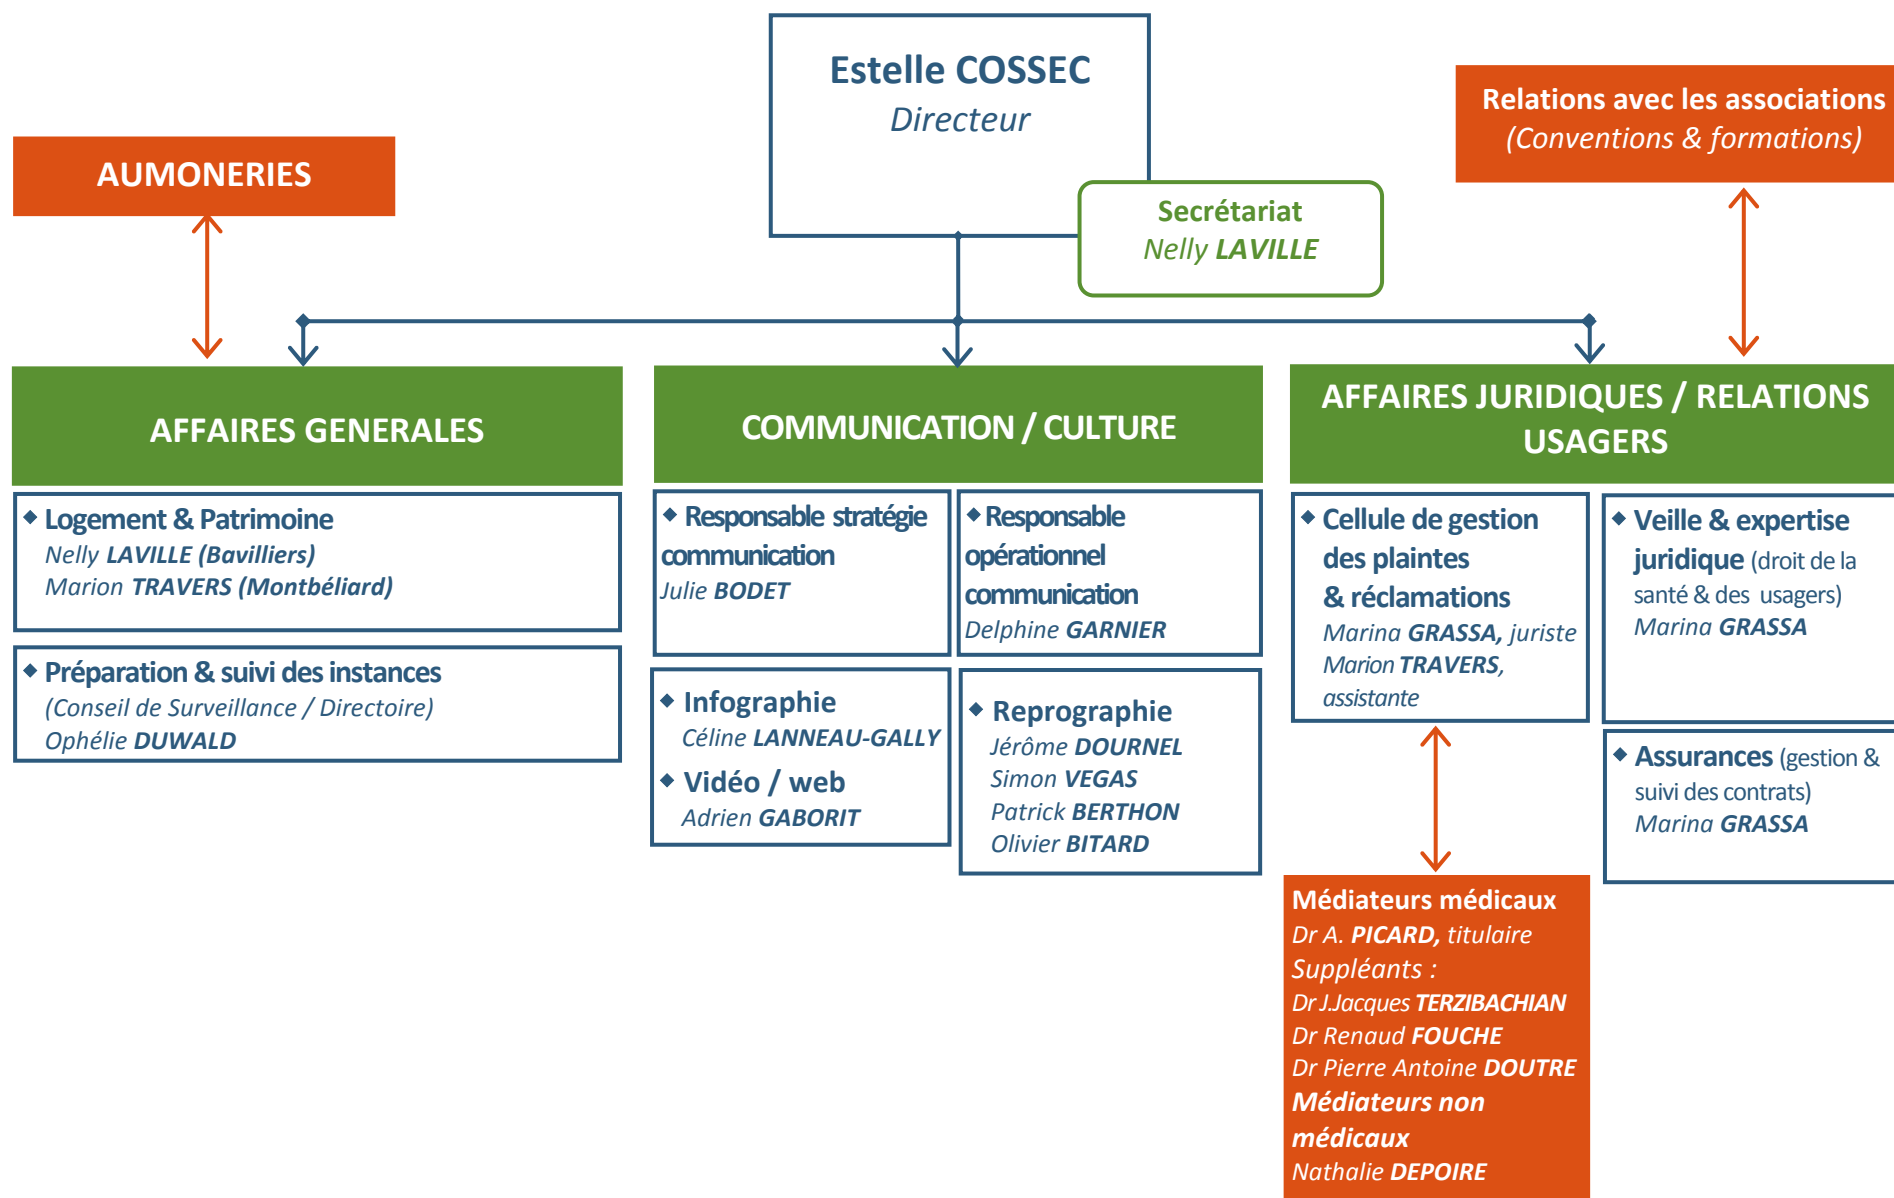 Estelle COSSEC
Directeur
Secrétariat
Nelly LAVILLE
AUMONERIES
Relations avec les associations
(Conventions & formations)
AFFAIRES GENERALES
◆ Logement & Patrimoine
Nelly LAVILLE (Bavilliers)
Marion TRAVERS (Montbéliard)
◆ Préparation & suivi des instances
(Conseil de Surveillance / Directoire)
Ophélie DUWALD
COMMUNICATION / CULTURE
◆ Responsable stratégie
communication
Julie BODET
◆ Responsable
opérationnel
communication
Delphine GARNIER
◆ Infographie
Céline LANNEAU-GALLY
◆ Vidéo / web
Adrien GABORIT
◆ Reprographie
Jérôme DOURNEL
Simon VEGAS
Patrick BERTHON
Olivier BITARD
AFFAIRES JURIDIQUES / RELATIONS
USAGERS
◆ Cellule de gestion
des plaintes
& réclamations
Marina GRASSA, juriste
Marion TRAVERS,
assistante
◆ Veille & expertise
juridique (droit de la
santé & des usagers)
Marina GRASSA
◆ Assurances (gestion &
suivi des contrats)
Marina GRASSA
Médiateurs médicaux
Dr A. PICARD, titulaire
Suppléants :
Dr J.Jacques TERZIBACHIAN
Dr Renaud FOUCHE
Dr Pierre Antoine DOUTRE
Médiateurs non
médicaux
Nathalie DEPOIRE